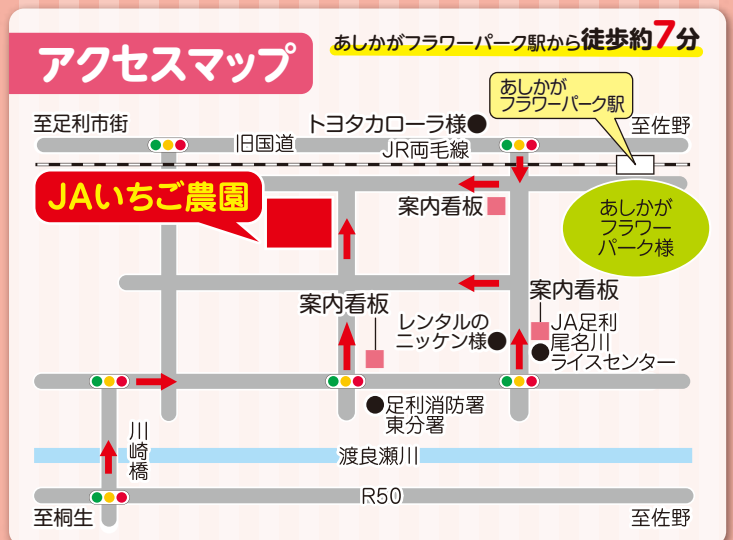 アクセスマップ
あしかがフラワーパーク駅から徒歩約7分
あしかが
フラワーパーク駅
至足利市街
トヨタカローラ様
至佐野
旧国道
JR両毛線
JAいちご農園
案内看板
あしかが
フラワー
パーク様
案内看板
案内看板
レンタルの
ニッケン様
JA足利
尾名川
ライスセンター
足利消防署
東分署
川崎橋
渡良瀬川
R50
至桐生
至佐野